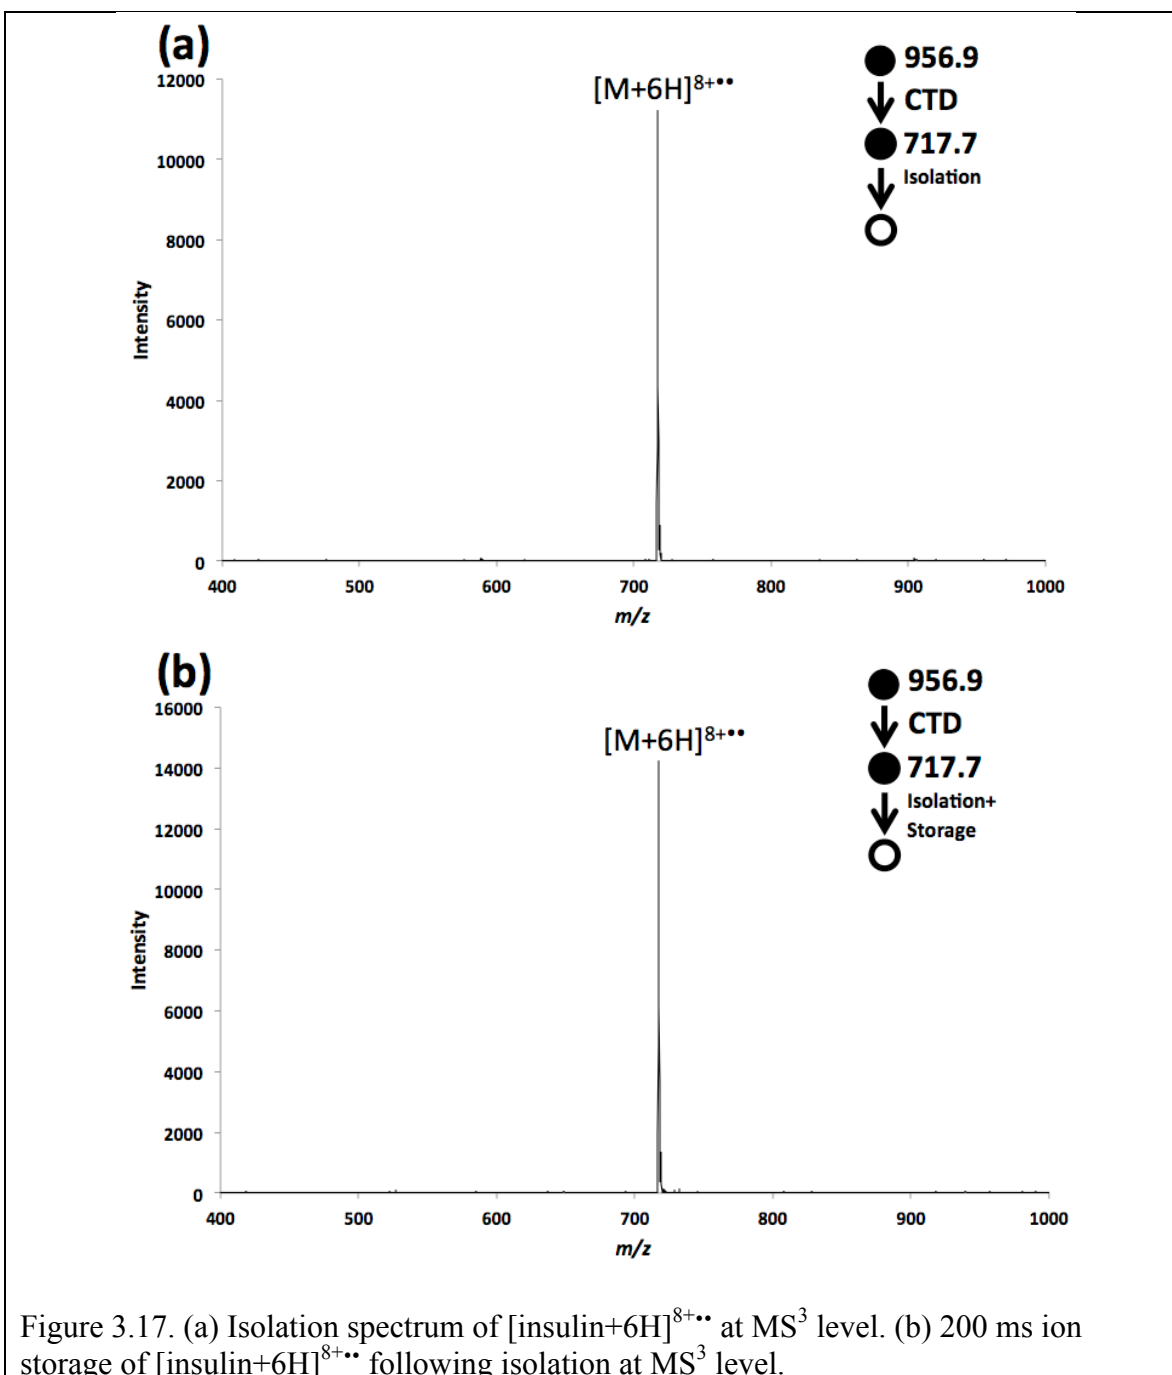 (a)
[M+6H]8+••
956.9
CTD
717.7
Isolation
12000
10000
8000
6000
4000
2000
0
Intensity
400 500 600 700 800 900 1000
m/z
(b)
[M+6H]8+••
956.9
CTD
717.7
Isolation+
Storage
16000
14000
12000
10000
8000
6000
4000
2000
0
Intensity
400 500 600 700 800 900 1000
m/z
Figure 3.17. (a) Isolation spectrum of [insulin+6H]8+•• at MS3 level. (b) 200 ms ion
storage of [insulin+6H]8+•• following isolation at MS3 level.